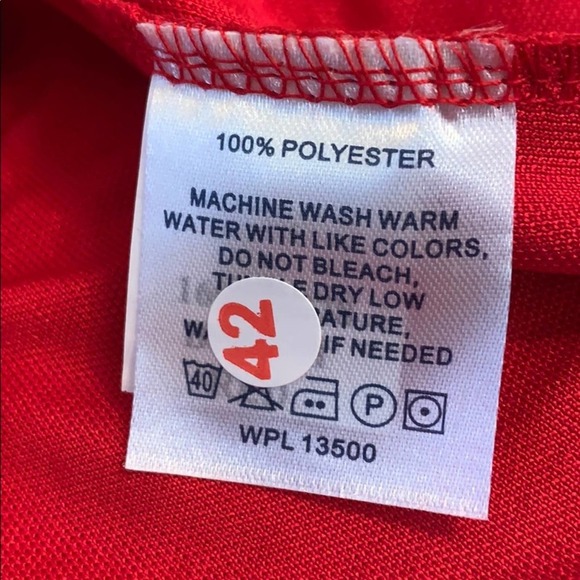 100% POLYESTER
MACHINE WASH WARM
WATER WITH LIKE COLORS,
DO NOT BLEACH,
DRY LOW
IF NEEDED
42
40
P
WPL 13500